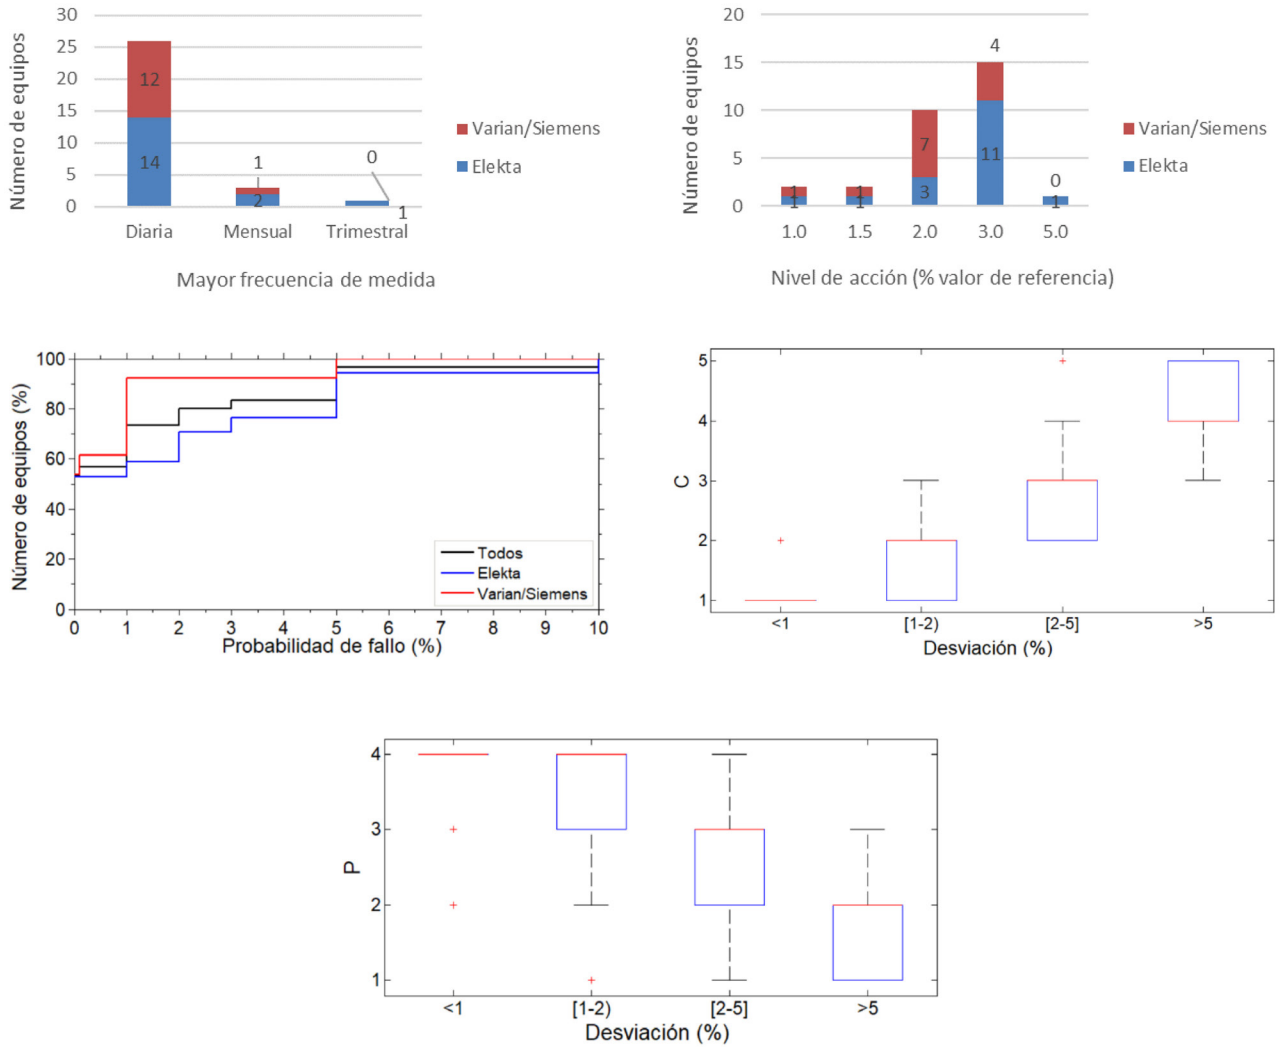 Número de equipos
30
25
20
15
10
5
0
12
14
1
2
0
1
Diaria Mensual Trimestral
Mayor frecuencia de medida
Varian/Siemens
Elekta
Número de equipos
20
15
10
5
0
1
1
1
1
7
3
4
11
0
1
1.0 1.5 2.0 3.0 5.0
Nivel de acción (% valor de referencia)
Varian/Siemens
Elekta
Número de equipos (%)
100
80
60
40
20
0
Todos
Elekta
Varian/Siemens
0 1 2 3 4 5 6 7 8 9 10
Probabilidad de fallo (%)
C
5
4
3
2
1
<1 [1-2) [2-5] >5
Desviación (%)
P
4
3
2
1
<1 [1-2) [2-5] >5
Desviación (%)